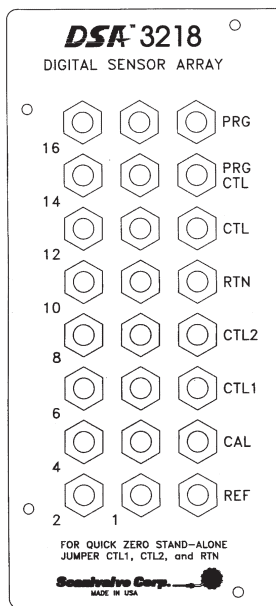 DSA™ 3218
DIGITAL SENSOR ARRAY
PRG
16
PRG
CTL
14
CTL
12
RTN
10
CTL2
8
CTL1
6
CAL
4
REF
2 1
FOR QUICK ZERO STAND-ALONE
JUMPER CTL1, CTL2, and RTN
Scanivalve Corp.
MADE IN USA